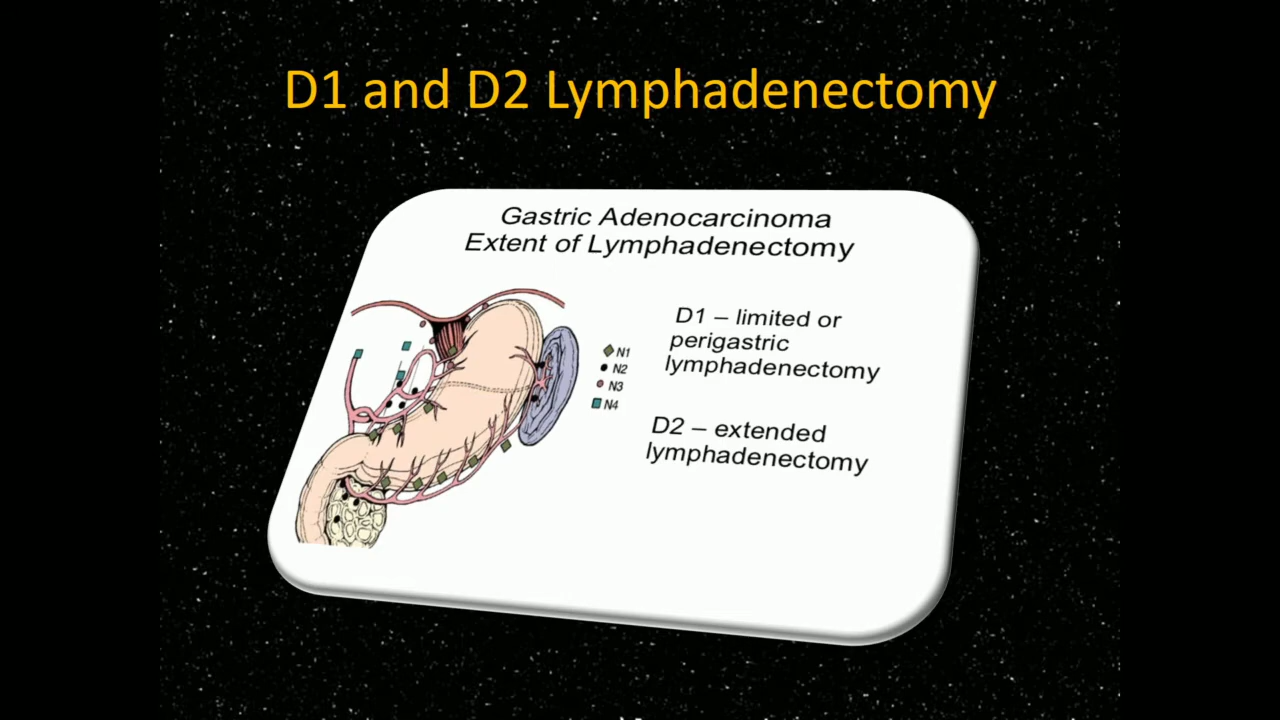 D1 and D2 Lymphadenectomy
Gastric Adenocarcinoma
Extent of Lymphadenectomy
N1
N2
N3
N4
D1 – limited or
perigastric
lymphadenectomy
D2 – extended
lymphadenectomy